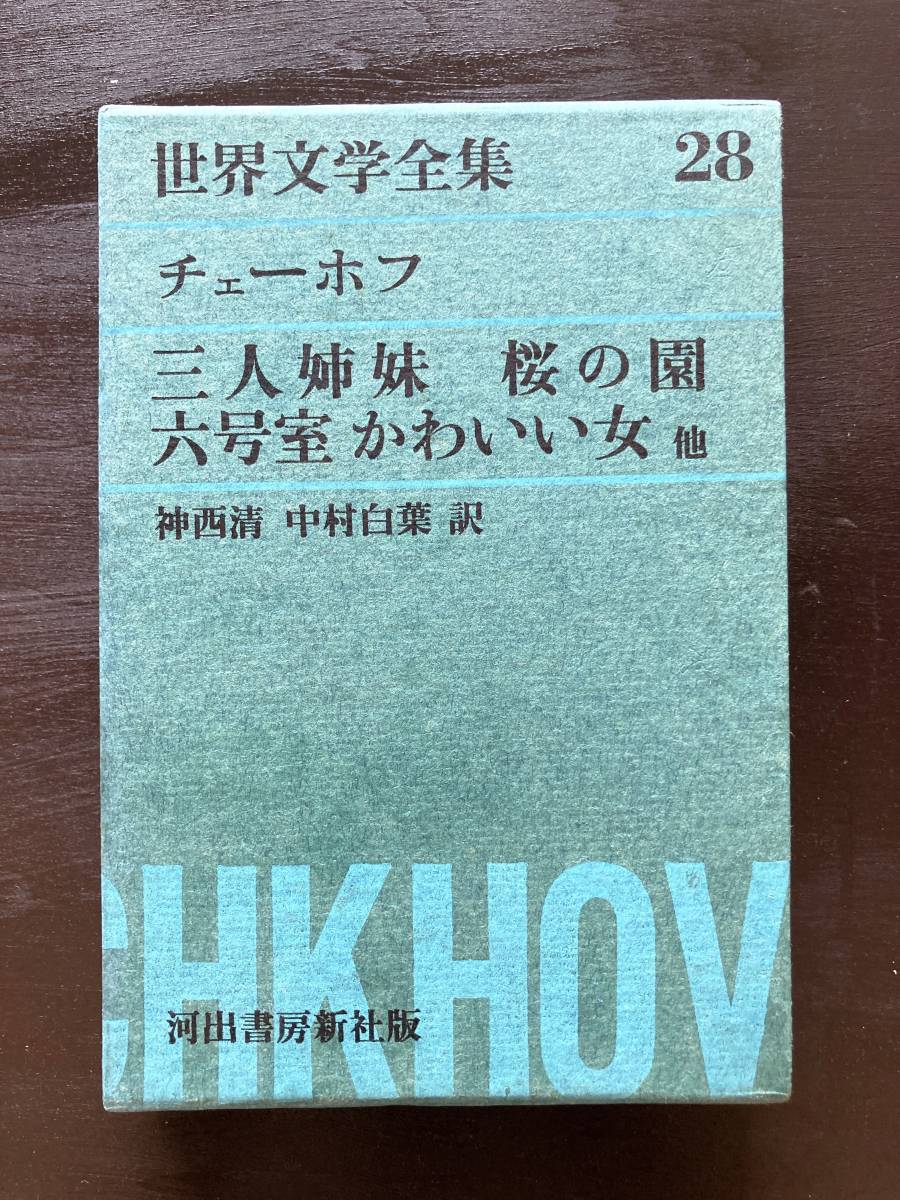 世界文学全集 28
チェーホフ
三人姉妹 桜の園
六号室 かわいい女 他
神西清 中村白葉 訳
CHKHOV
河出書房新社版